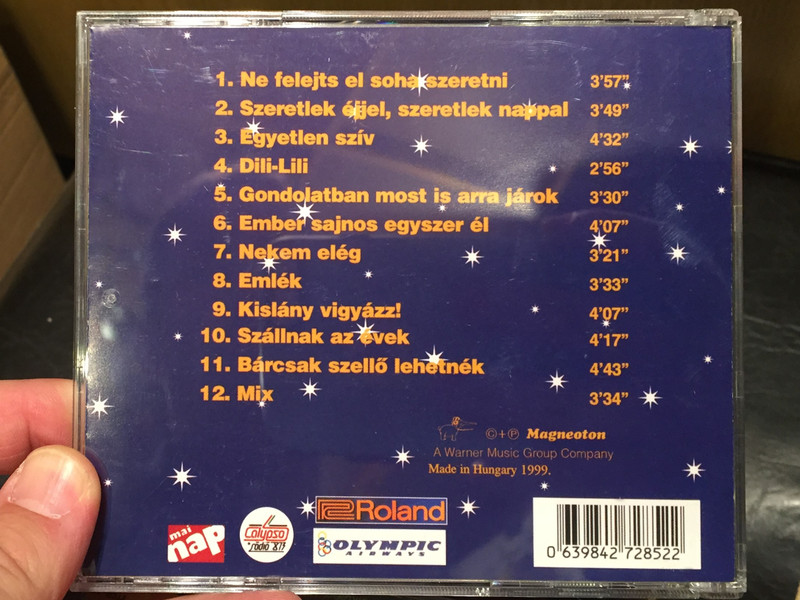 1. Ne felejts el soha szeretni 3'57"
2. Szeretlek éjjel, szeretlek nappal 3'49"
3. Egyetlen szív 4'32"
4. Dili-Lili 2'56"
5. Gondolatban most is arra járok 3'30"
6. Ember sajnos egyszer él 4'07"
7. Nekem elég 3'21"
8. Emlék 3'33"
9. Kislány vigyázz! 4'07"
10. Szállnak az évek 4'17"
11. Bárcsak szellő lehetnék 4'43"
12. Mix 3'34"
©+℗ Magneoton
A Warner Music Group Company
Made in Hungary 1999.
mai
nap
Calypso
rádió 873
Roland
OLYMPIC
AIRWAYS
0 639842 728522